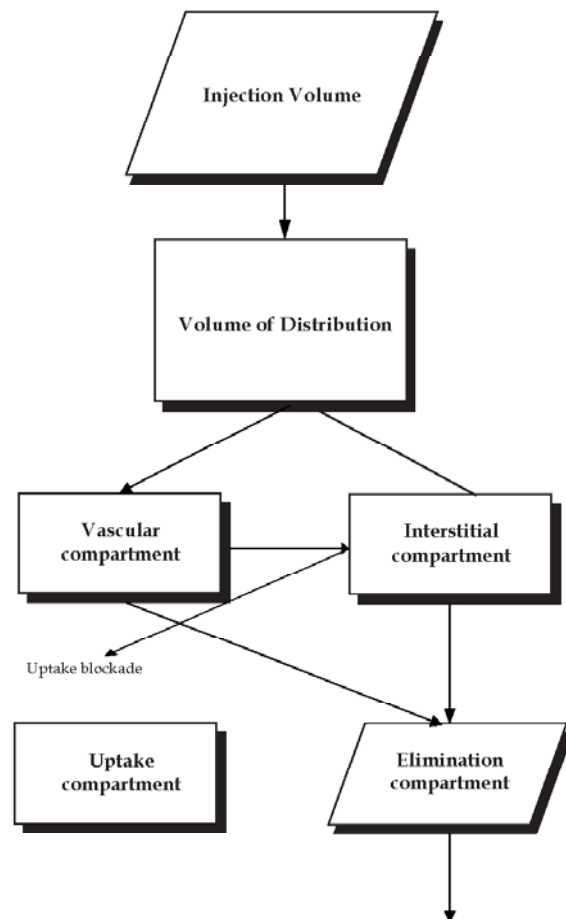 Injection Volume
Volume of Distribution
Vascular
compartment
Interstitial
compartment
Uptake blockade
Uptake
compartment
Elimination
compartment